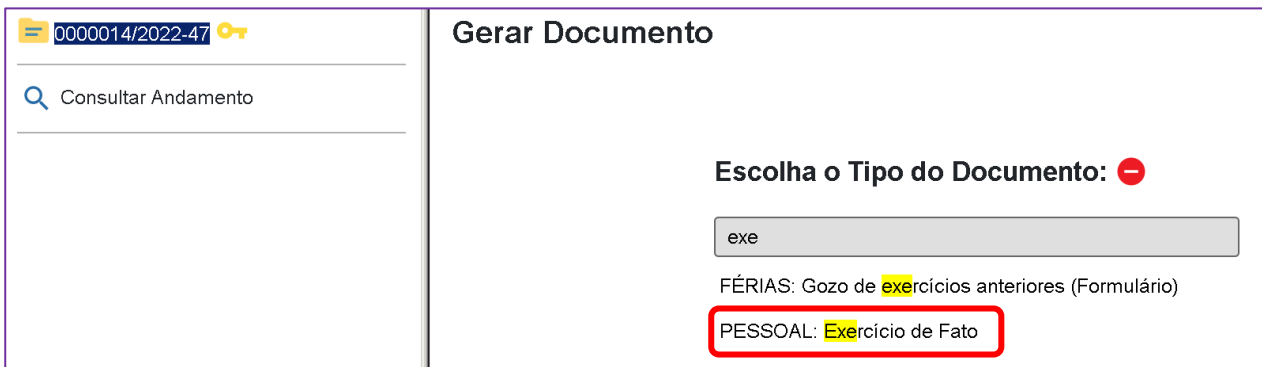 0000014/2022-47
Consultar Andamento
Gerar Documento
Escolha o Tipo do Documento:
exe
FÉRIAS: Gozo de exercícios anteriores (Formulário)
PESSOAL: Exercício de Fato